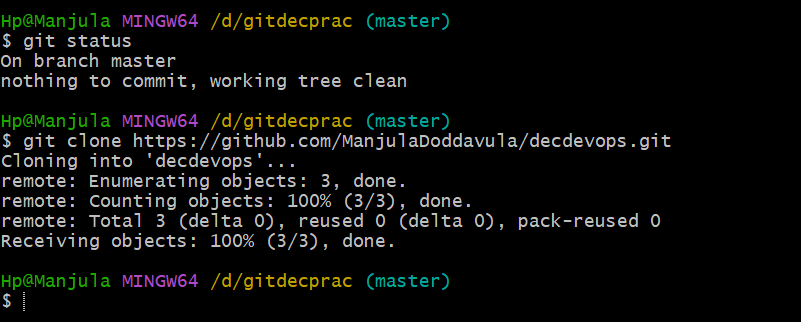 Hp@Manjula MINGW64 /d/gitdecprac (master)
$ git status
On branch master
nothing to commit, working tree clean
Hp@Manjula MINGW64 /d/gitdecprac (master)
$ git clone https://github.com/ManjulaDoddavula/decdevops.git
Cloning into 'decdevops'...
remote: Enumerating objects: 3, done.
remote: Counting objects: 100% (3/3), done.
remote: Total 3 (delta 0), reused 0 (delta 0), pack-reused 0
Receiving objects: 100% (3/3), done.
Hp@Manjula MINGW64 /d/gitdecprac (master)
$